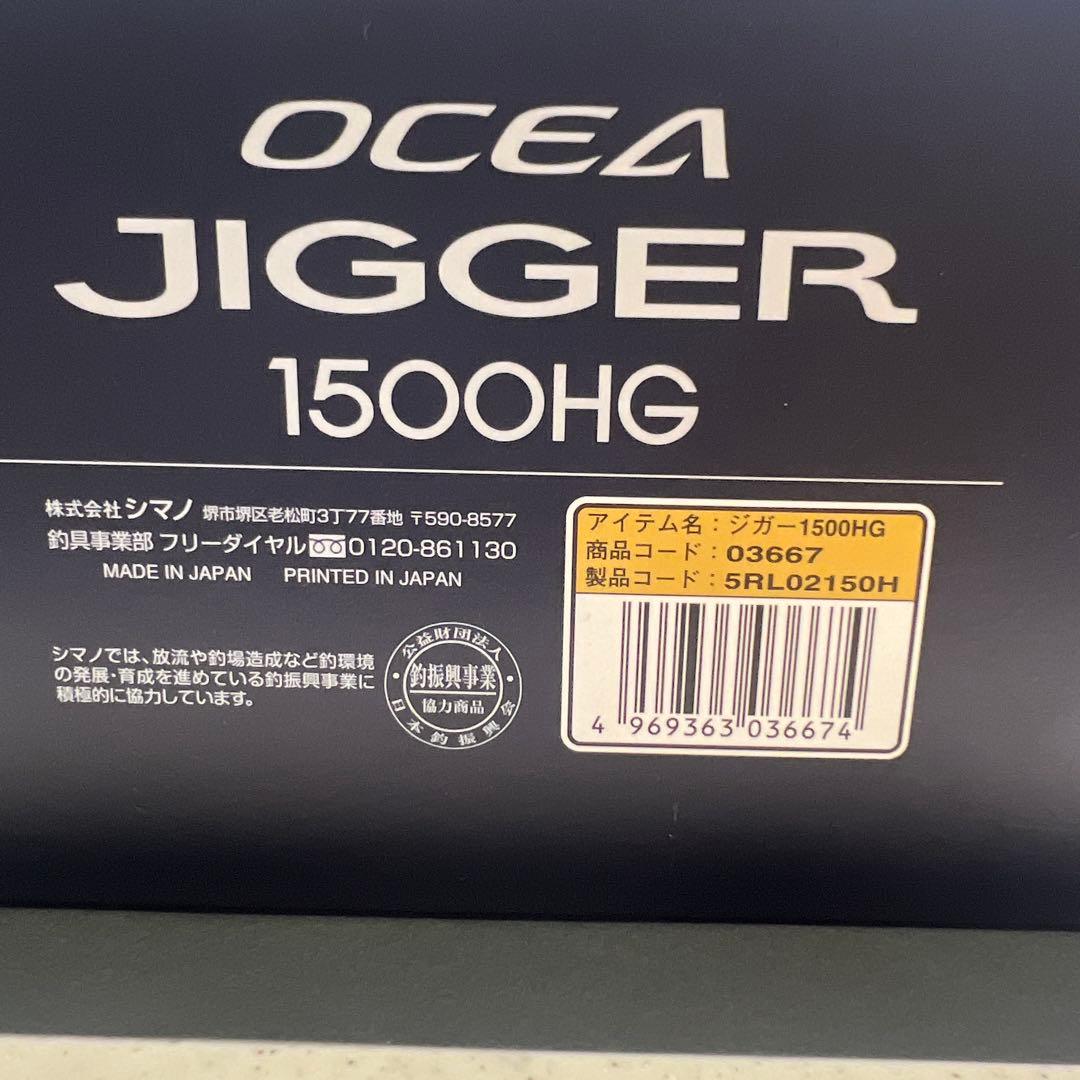 OCEA
JIGGER
1500HG
株式会社シマノ 堺市堺区老松町3丁77番地 〒590-8577
釣具事業部 フリーダイヤル 0120-861130
MADE IN JAPAN PRINTED IN JAPAN
シマノでは、放流や釣場造成など釣環境
の発展・育成を進めている釣振興事業に
積極的に協力しています。
公益財団法人
釣振興事業
協力商品
日本釣振興会
アイテム名：ジガー1500HG
商品コード：03667
製品コード：5RL02150H
4 969363 036674